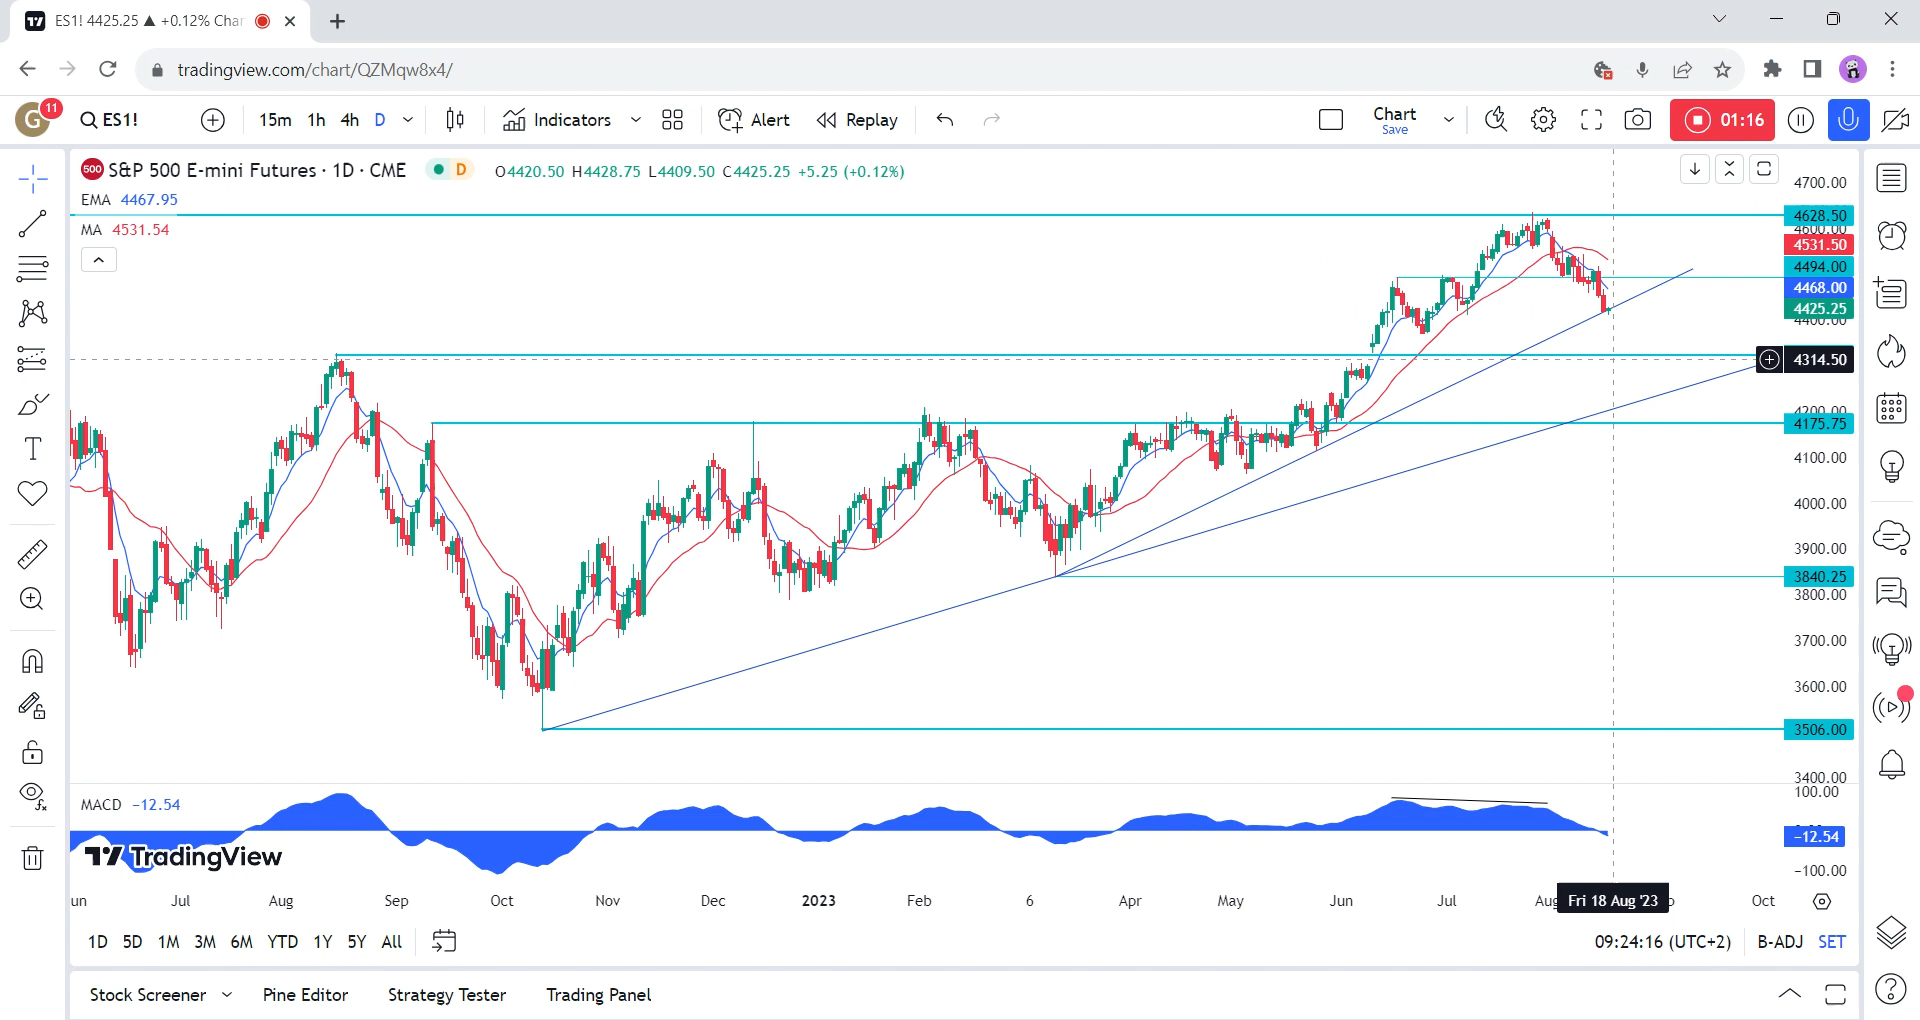 ES1! 4425.25 ▲ +0.12% Char
tradingview.com/chart/QZMqw8x4/
G 11 ES1! 15m 1h 4h D Indicators Alert Replay Chart Save 01:16
500 S&P 500 E-mini Futures · 1D · CME D O4420.50 H4428.75 L4409.50 C4425.25 +5.25 (+0.12%)
EMA 4467.95
MA 4531.54
4700.00
4628.50
4600.00
4531.50
4494.00
4468.00
4425.25
4400.00
4314.50
4200.00
4175.75
4100.00
4000.00
3900.00
3840.25
3800.00
3700.00
3600.00
3506.00
3400.00
MACD −12.54
100.00
−12.54
−100.00
TradingView
un Jul Aug Sep Oct Nov Dec 2023 Feb 6 Apr May Jun Jul Aug Fri 18 Aug '23 Oct
1D 5D 1M 3M 6M YTD 1Y 5Y All 09:24:16 (UTC+2) B-ADJ SET
Stock Screener Pine Editor Strategy Tester Trading Panel